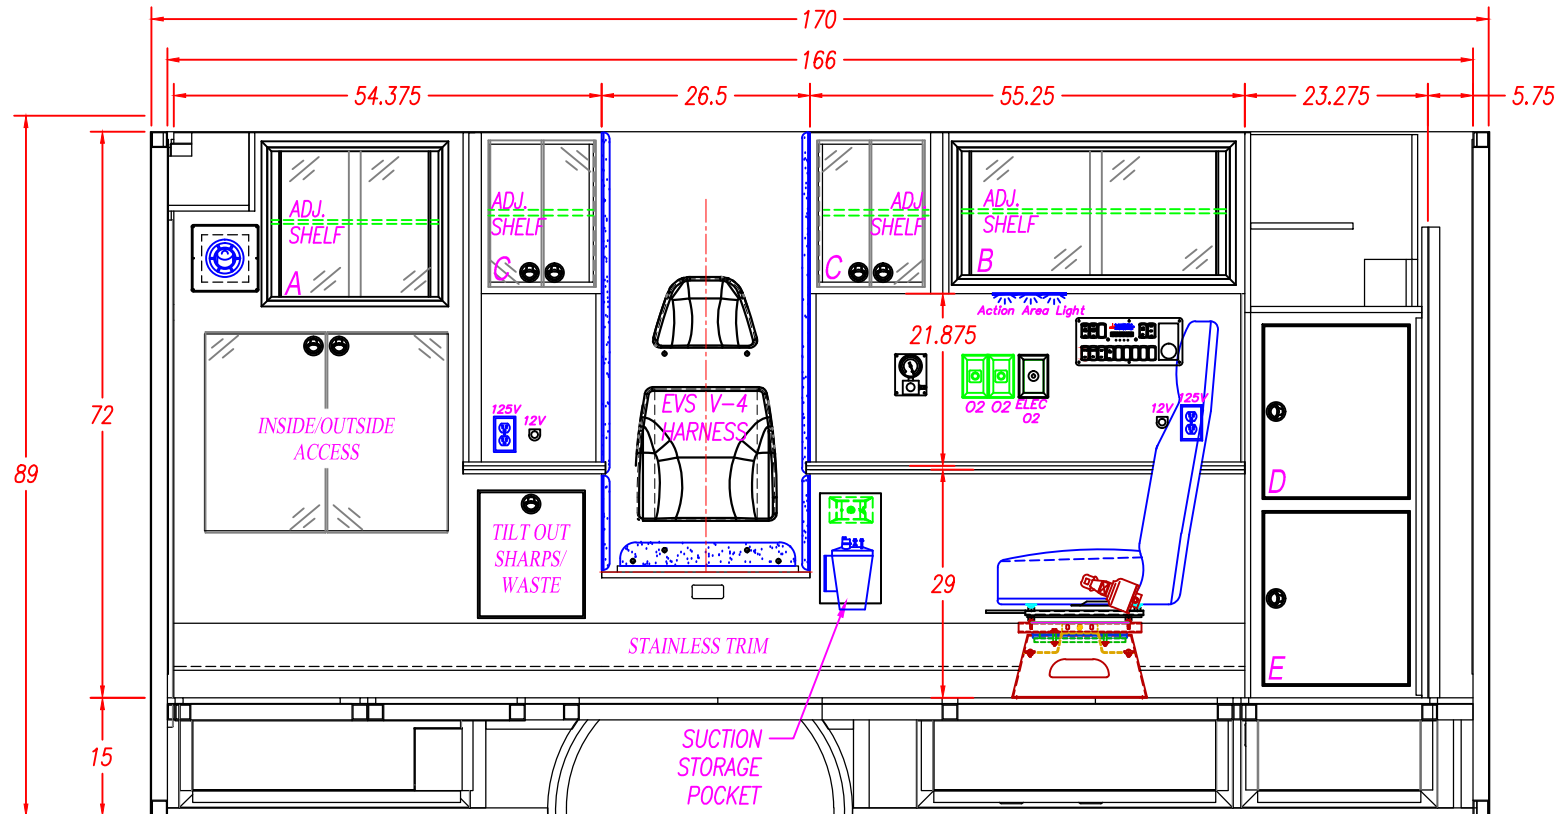 170
166
54.375
26.5
55.25
23.275
5.75
ADJ.
SHELF
A
ADJ.
SHELF
C
ADJ.
SHELF
C
ADJ.
SHELF
B
Action Area Light
21.875
72
89
INSIDE/OUTSIDE
ACCESS
125V
12V
EVS V-4
HARNESS
O2 O2 ELEC
O2
12V
125V
D
TILT OUT
SHARPS/
WASTE
29
STAINLESS TRIM
E
15
SUCTION
STORAGE
POCKET